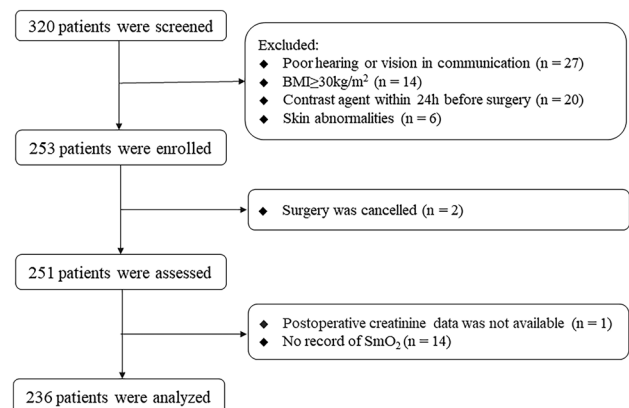 320 patients were screened
Excluded:
◆ Poor hearing or vision in communication (n = 27)
◆ BMI≥30kg/m² (n = 14)
◆ Contrast agent within 24h before surgery (n = 20)
◆ Skin abnormalities (n = 6)
253 patients were enrolled
◆ Surgery was cancelled (n = 2)
251 patients were assessed
◆ Postoperative creatinine data was not available (n = 1)
◆ No record of SmO₂ (n = 14)
236 patients were analyzed